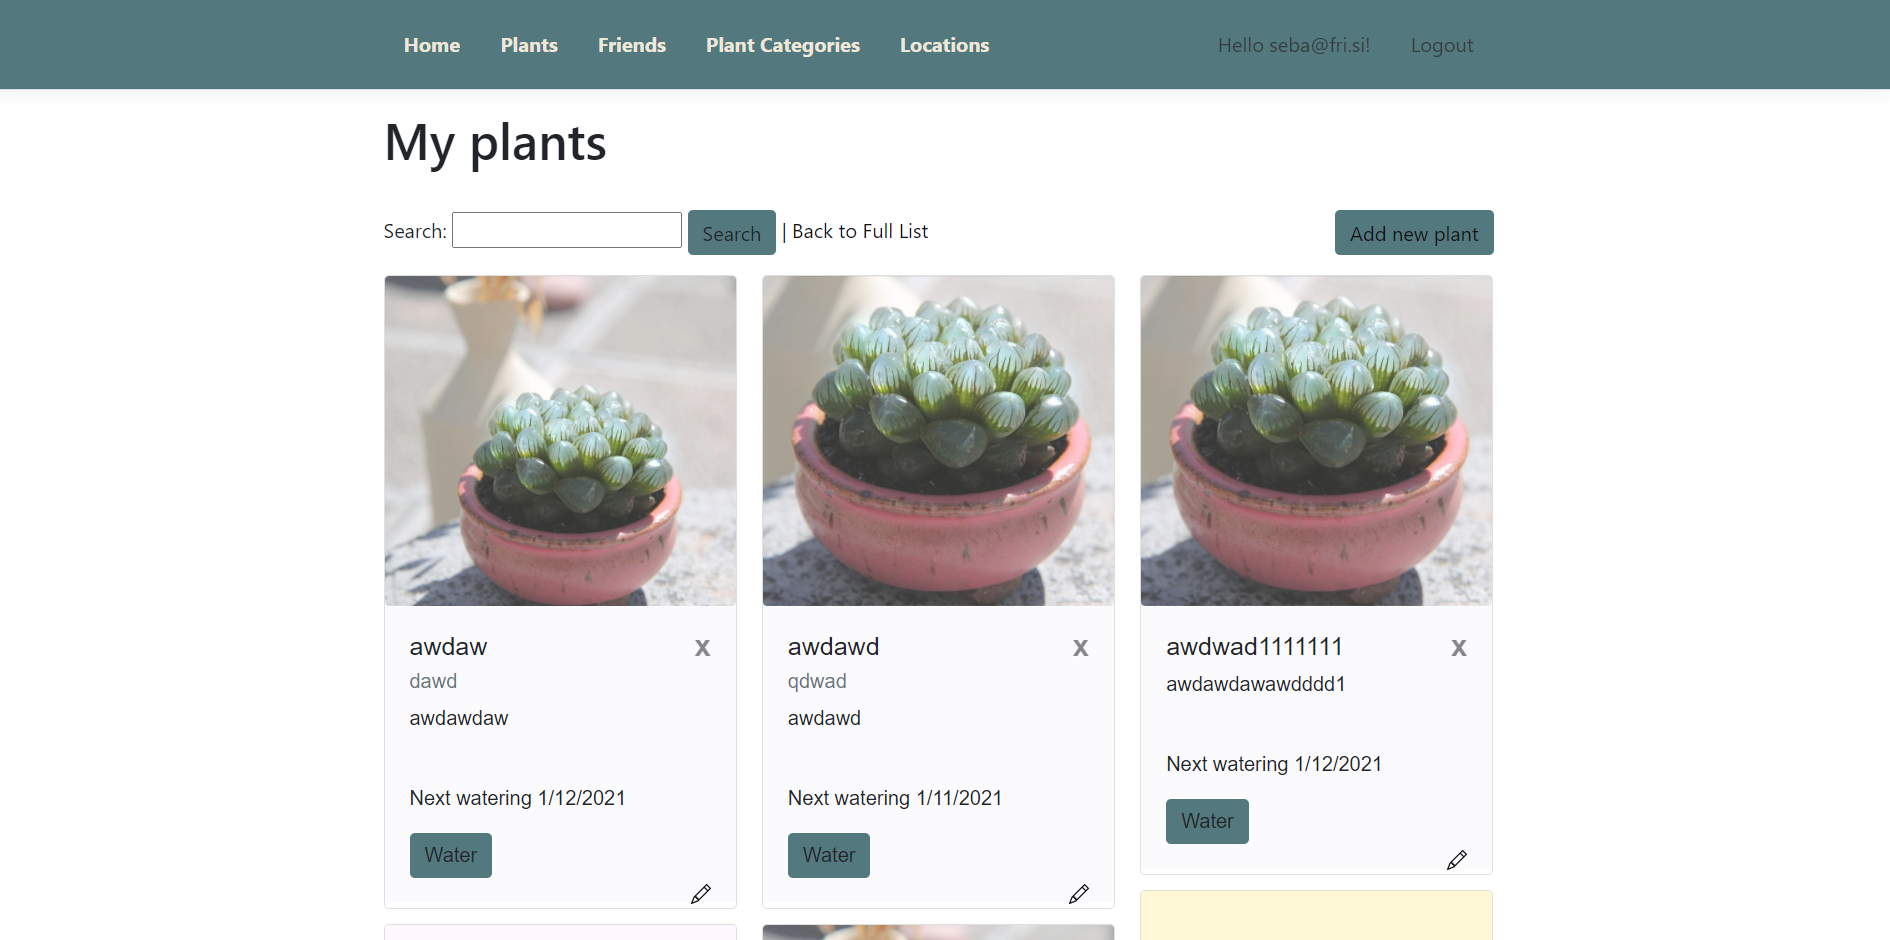 Home Plants Friends Plant Categories Locations Hello seba@fri.si! Logout
My plants
Search: Search | Back to Full List Add new plant
awdaw x
dawd
awdawdaw
Next watering 1/12/2021
Water
awdawd x
qdwad
awdawd
Next watering 1/11/2021
Water
awdwad1111111 x
awdawdawawdddd1
Next watering 1/12/2021
Water